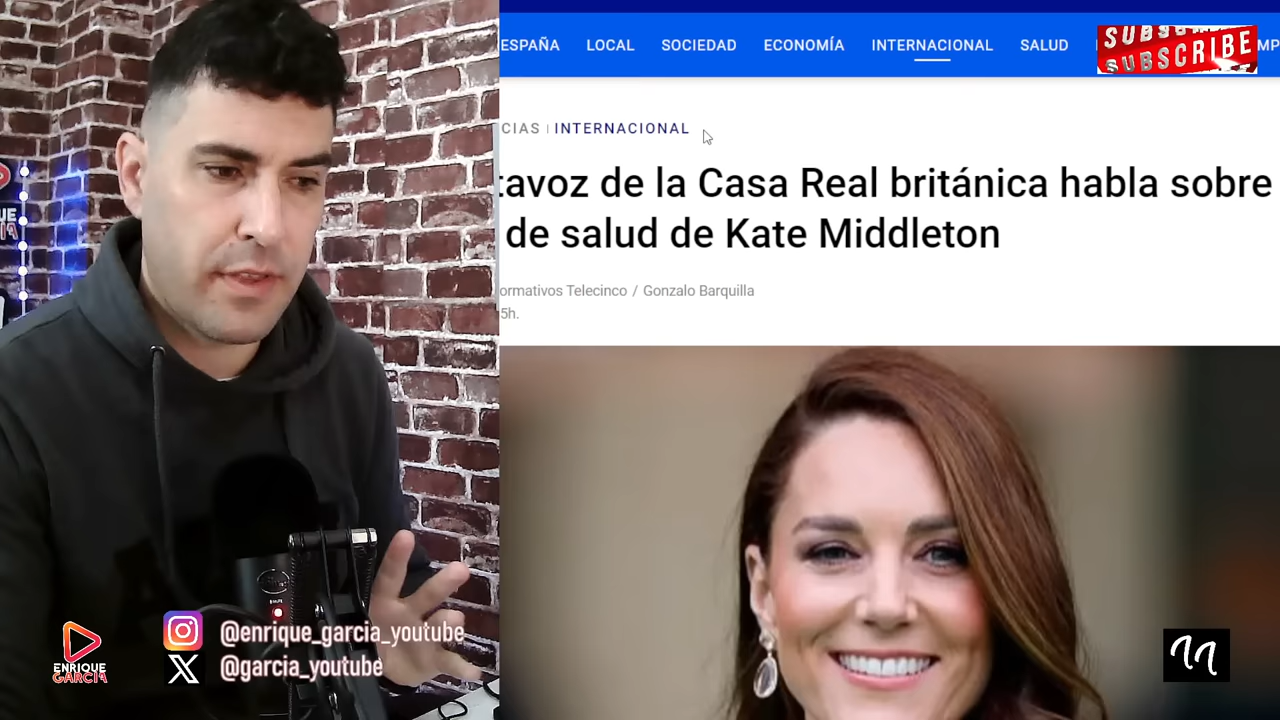 ESPAÑA LOCAL SOCIEDAD ECONOMÍA INTERNACIONAL SALUD
SUBSCRIBE
SUBSCRIBE
CIAS | INTERNACIONAL
tavoz de la Casa Real británica habla sobre
de salud de Kate Middleton
ormativos Telecinco / Gonzalo Barquilla
5h.
@enrique_garcia_youtube
@garcia_youtube
ENRIQUE
GARCIA